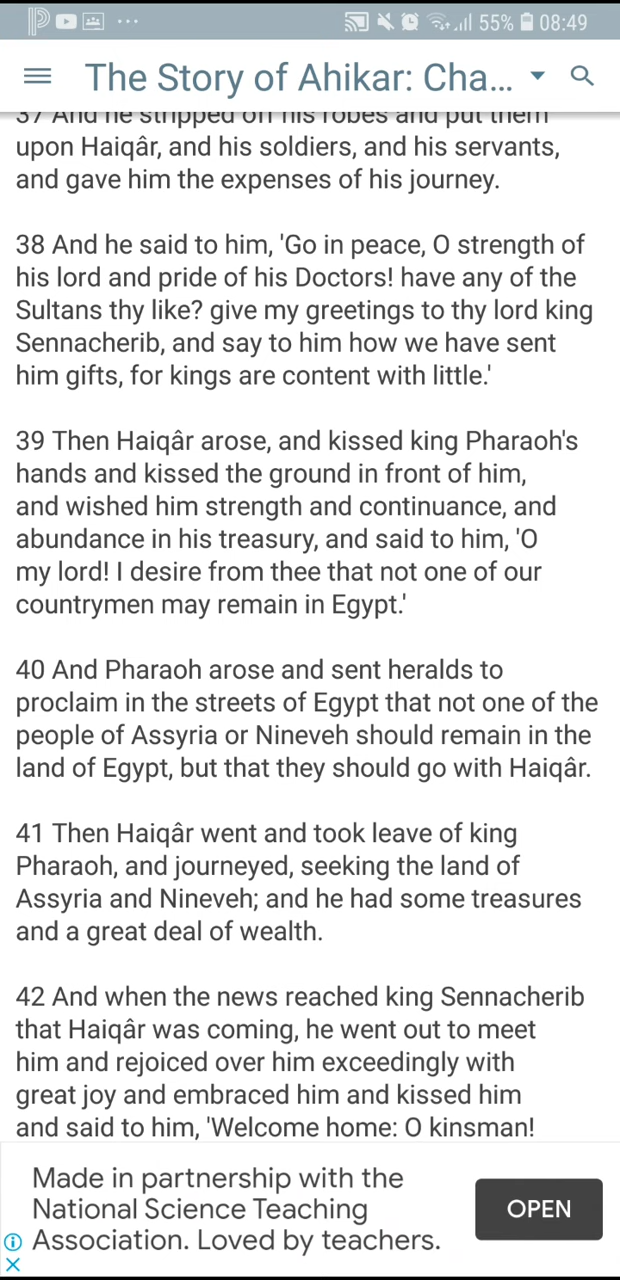 55% 08:49
The Story of Ahikar: Cha...
37 And he stripped off his robes and put them
upon Haiqâr, and his soldiers, and his servants,
and gave him the expenses of his journey.
38 And he said to him, 'Go in peace, O strength of
his lord and pride of his Doctors! have any of the
Sultans thy like? give my greetings to thy lord king
Sennacherib, and say to him how we have sent
him gifts, for kings are content with little.'
39 Then Haiqâr arose, and kissed king Pharaoh's
hands and kissed the ground in front of him,
and wished him strength and continuance, and
abundance in his treasury, and said to him, 'O
my lord! I desire from thee that not one of our
countrymen may remain in Egypt.'
40 And Pharaoh arose and sent heralds to
proclaim in the streets of Egypt that not one of the
people of Assyria or Nineveh should remain in the
land of Egypt, but that they should go with Haiqâr.
41 Then Haiqâr went and took leave of king
Pharaoh, and journeyed, seeking the land of
Assyria and Nineveh; and he had some treasures
and a great deal of wealth.
42 And when the news reached king Sennacherib
that Haiqâr was coming, he went out to meet
him and rejoiced over him exceedingly with
great joy and embraced him and kissed him
and said to him, 'Welcome home: O kinsman!
Made in partnership with the
National Science Teaching
Association. Loved by teachers.
OPEN